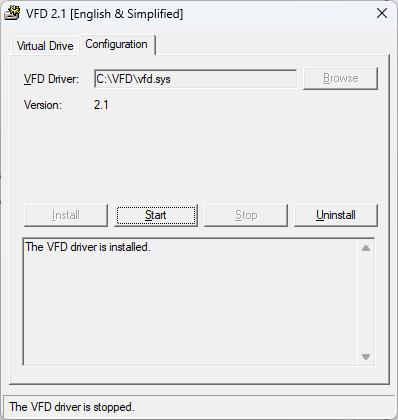 VFD 2.1 [English & Simplified]
Virtual Drive Configuration
VFD Driver: C:\VFD\vfd.sys Browse
Version: 2.1
Install Start Stop Uninstall
The VFD driver is installed.
The VFD driver is stopped.